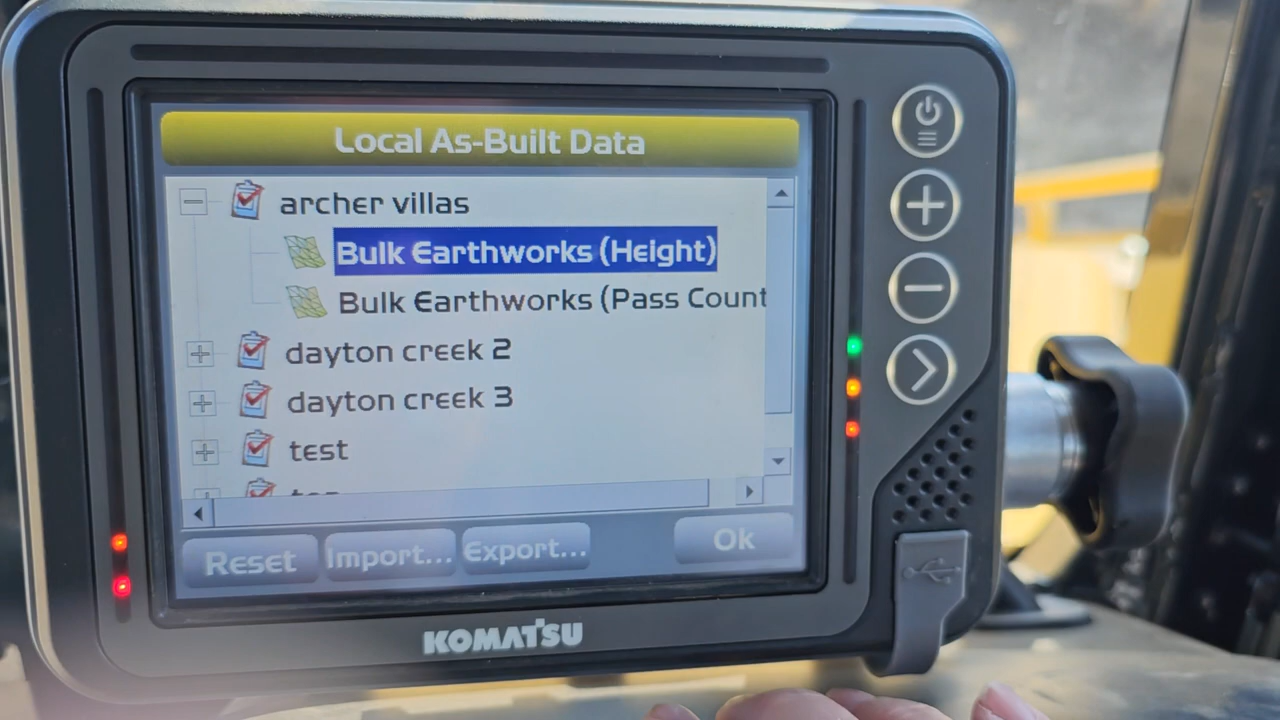 Local As-Built Data
archer villas
Bulk Earthworks (Height)
Bulk Earthworks (Pass Count
dayton creek 2
dayton creek 3
test
Reset Import... Export... Ok
KOMATSU